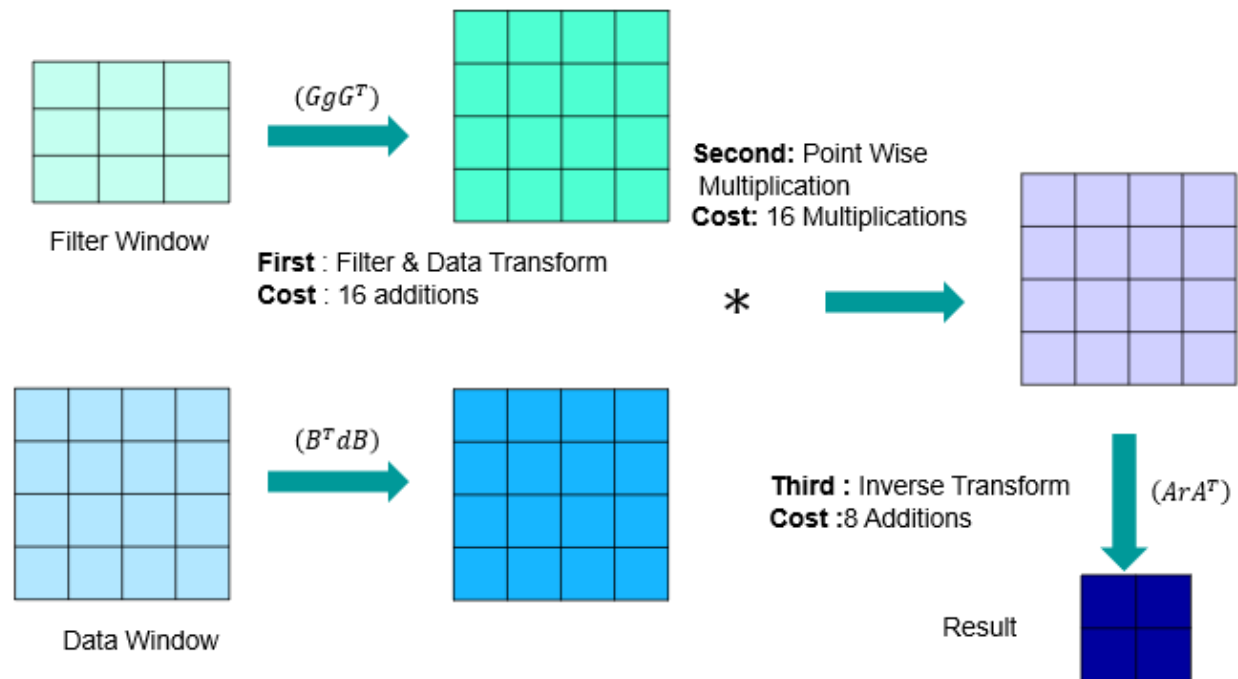 (GgG^T)
Filter Window
First : Filter & Data Transform
Cost : 16 additions
Second: Point Wise
Multiplication
Cost: 16 Multiplications
*
(B^T dB)
Data Window
Third : Inverse Transform
Cost :8 Additions
(ArA^T)
Result